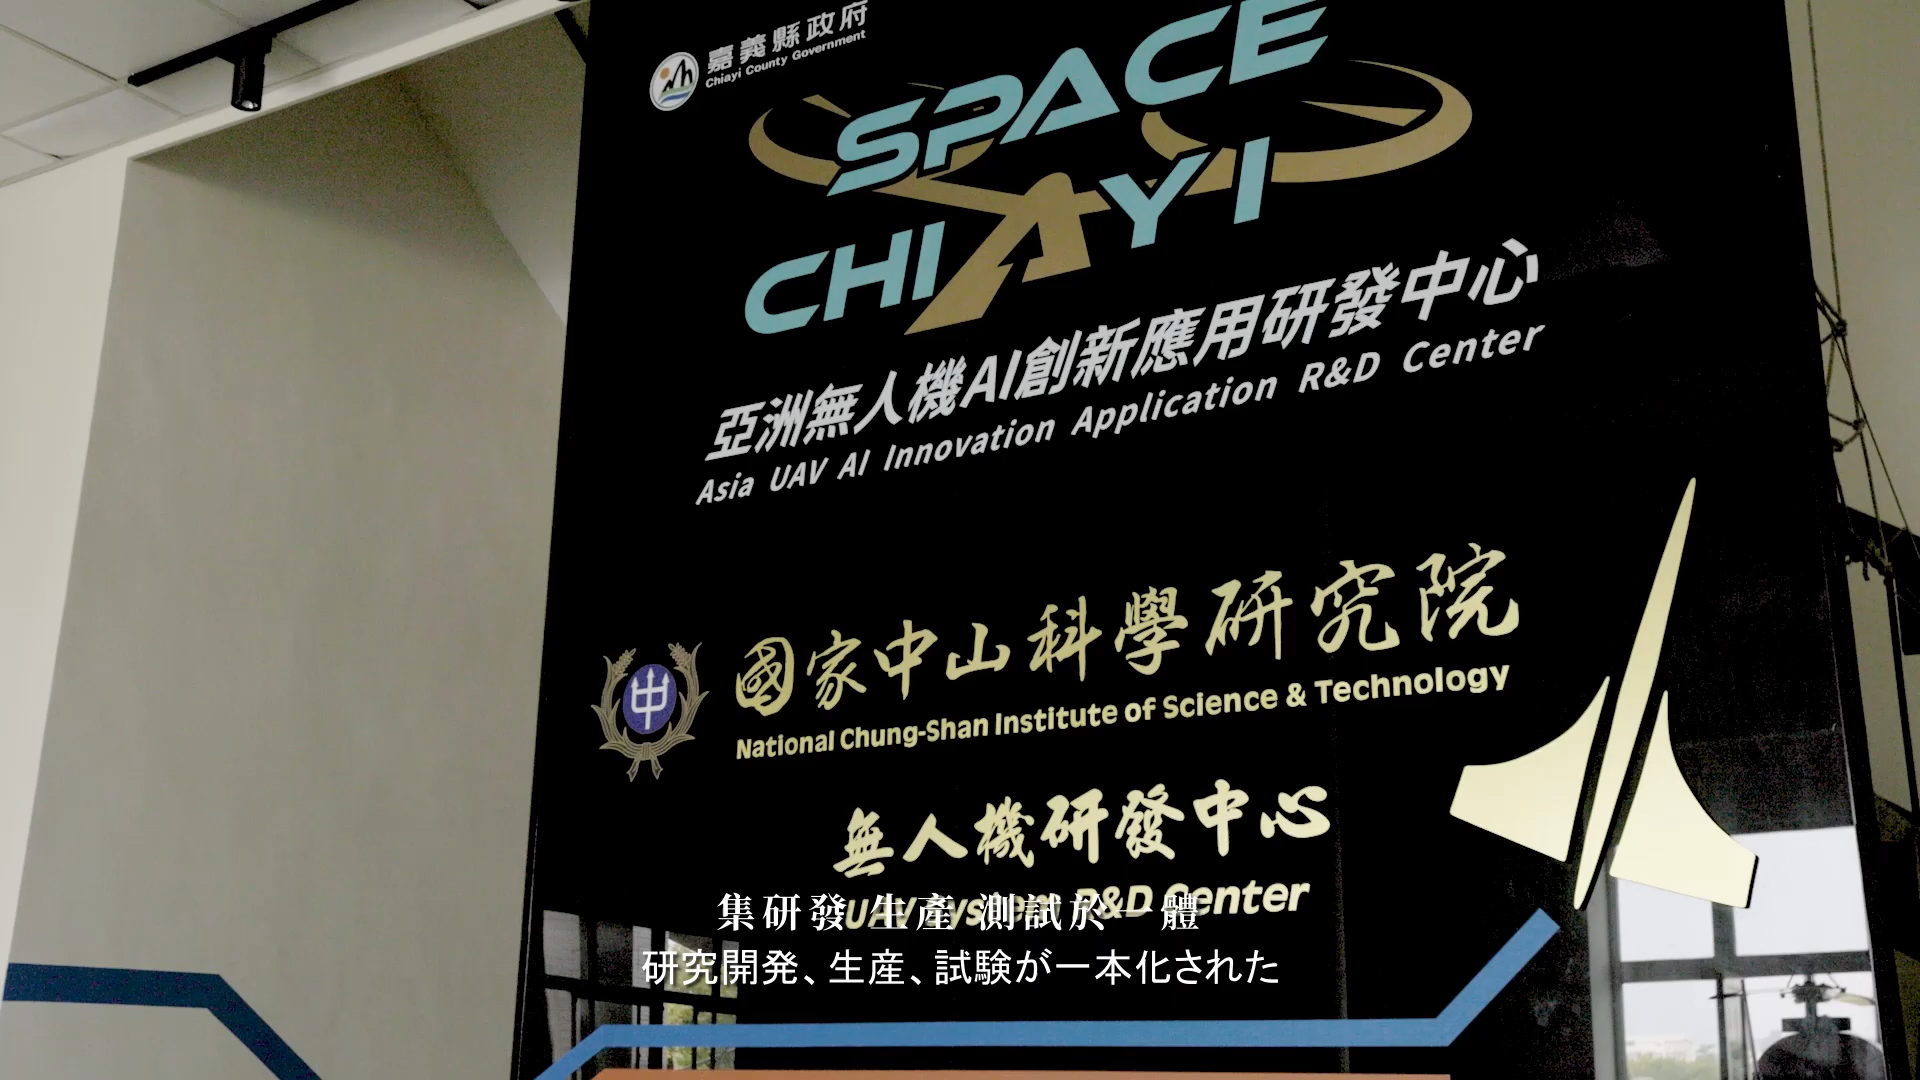 嘉義縣政府
Chiayi County Government
SPACE
CHIAYI
亞洲無人機AI創新應用研發中心
Asia UAV AI Innovation Application R&D Center
國家中山科學研究院
National Chung-Shan Institute of Science & Technology
無人機研發中心
UAV System R&D Center
集研發 生產 測試於一體
研究開発、生産、試験が一本化された